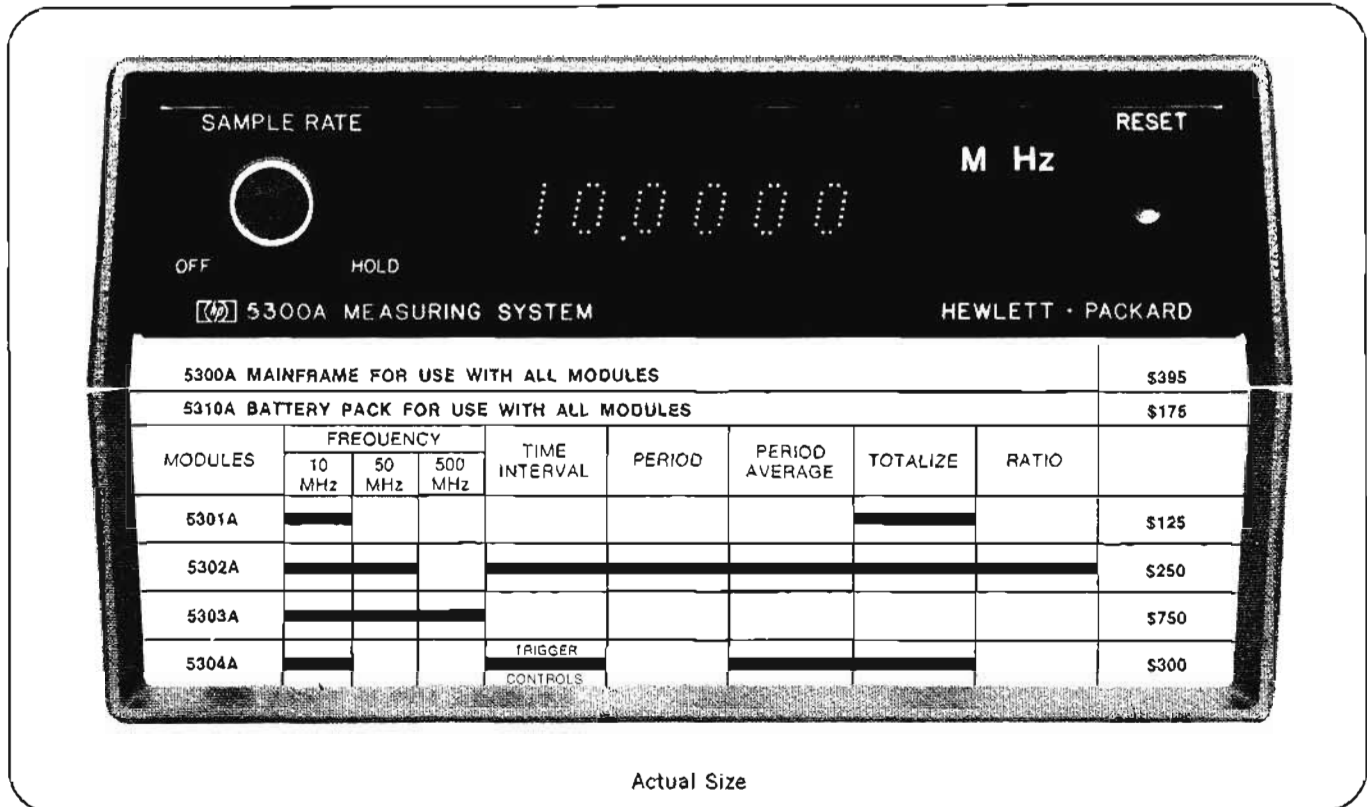 SAMPLE RATE
RESET
M Hz
10.0000
OFF HOLD
hp 5300A MEASURING SYSTEM
HEWLETT • PACKARD
5300A MAINFRAME FOR USE WITH ALL MODULES $395
5310A BATTERY PACK FOR USE WITH ALL MODULES $175
MODULES FREQUENCY TIME INTERVAL PERIOD PERIOD AVERAGE TOTALIZE RATIO
10 MHz 50 MHz 500 MHz
5301A $125
5302A $250
5303A $750
5304A TRIGGER CONTROLS $300
Actual Size